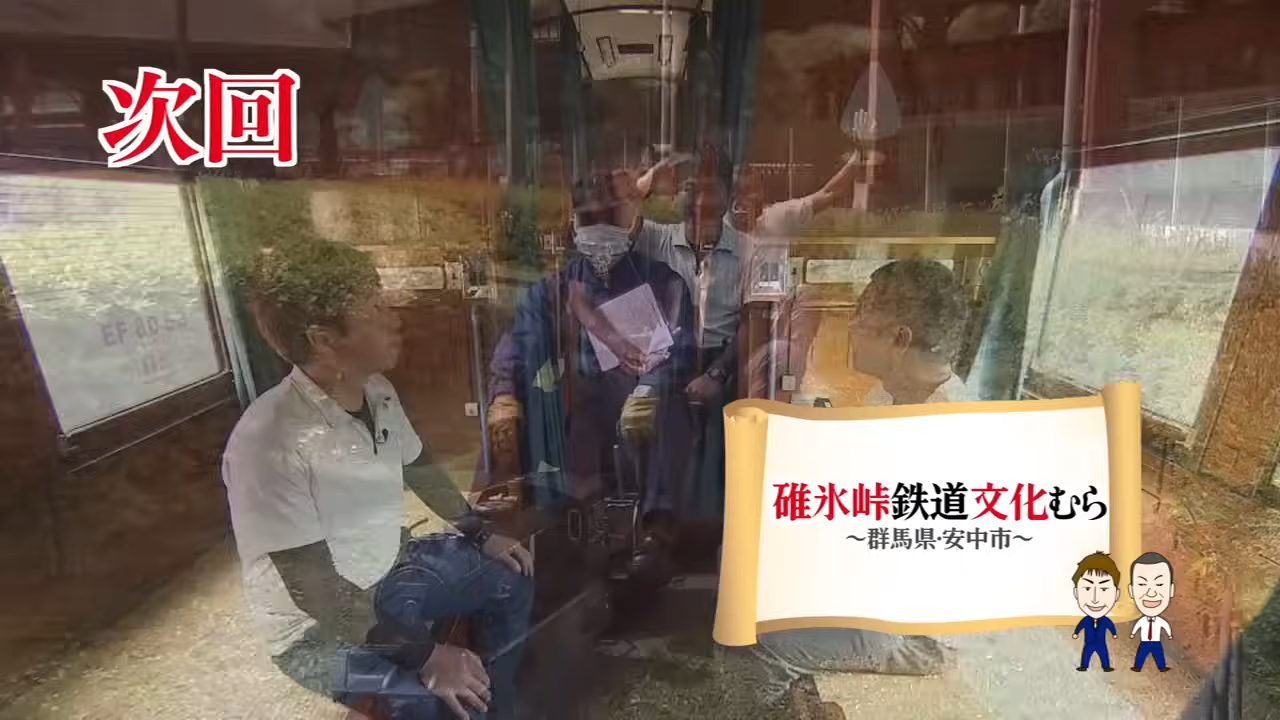 次回
碓氷峠鉄道文化むら
～群馬県・安中市～